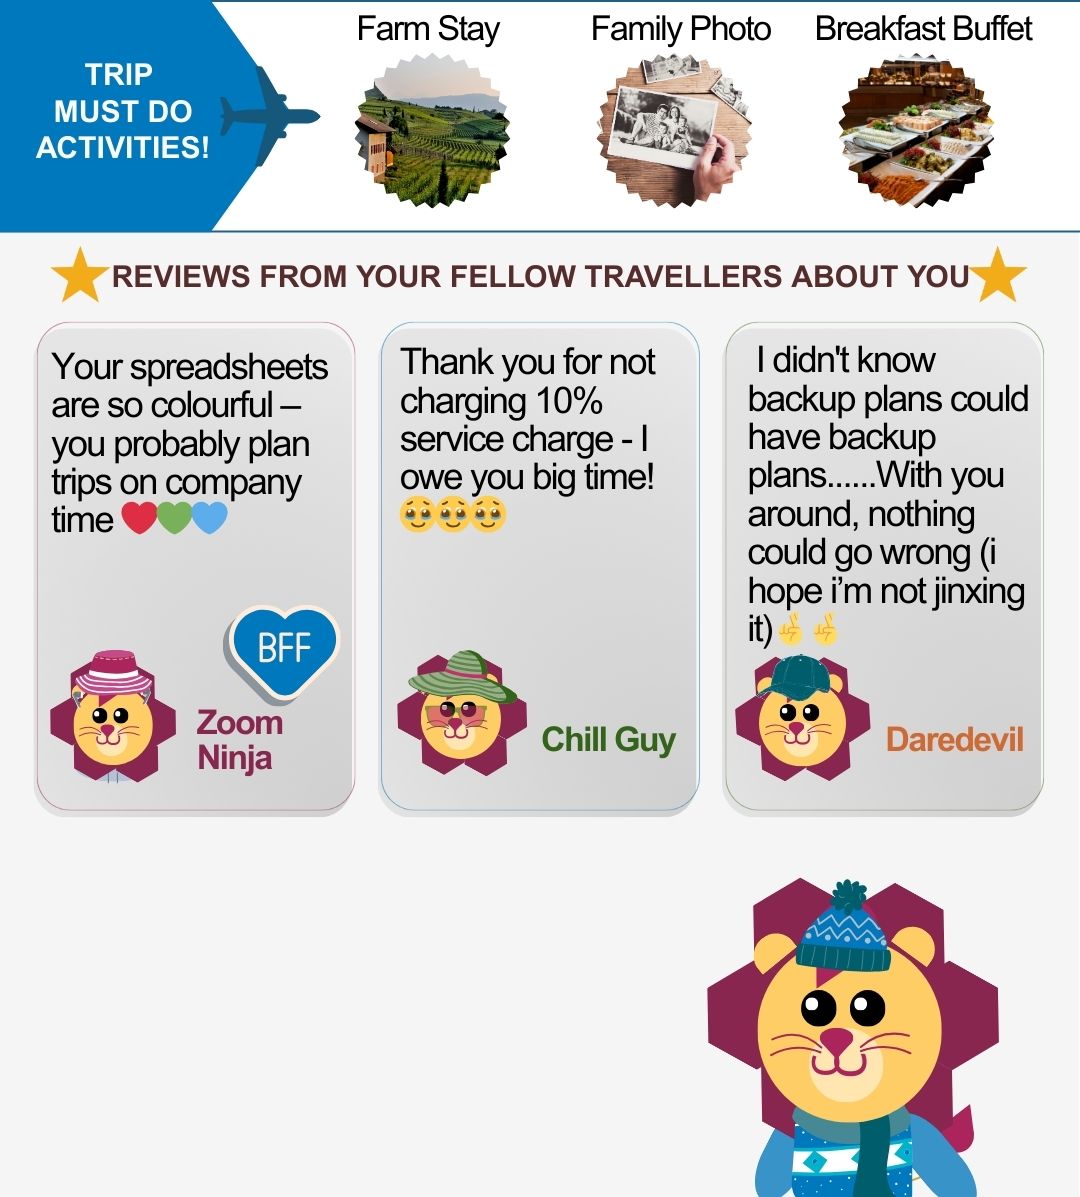 TRIP
MUST DO
ACTIVITIES!
Farm Stay
Family Photo
Breakfast Buffet
REVIEWS FROM YOUR FELLOW TRAVELLERS ABOUT YOU
Your spreadsheets
are so colourful –
you probably plan
trips on company
time ❤️💚💙
BFF
Zoom
Ninja
Thank you for not
charging 10%
service charge - I
owe you big time!
🥹🥹🥹
Chill Guy
I didn't know
backup plans could
have backup
plans......With you
around, nothing
could go wrong (i
hope i’m not jinxing
it)🤞🤞
Daredevil